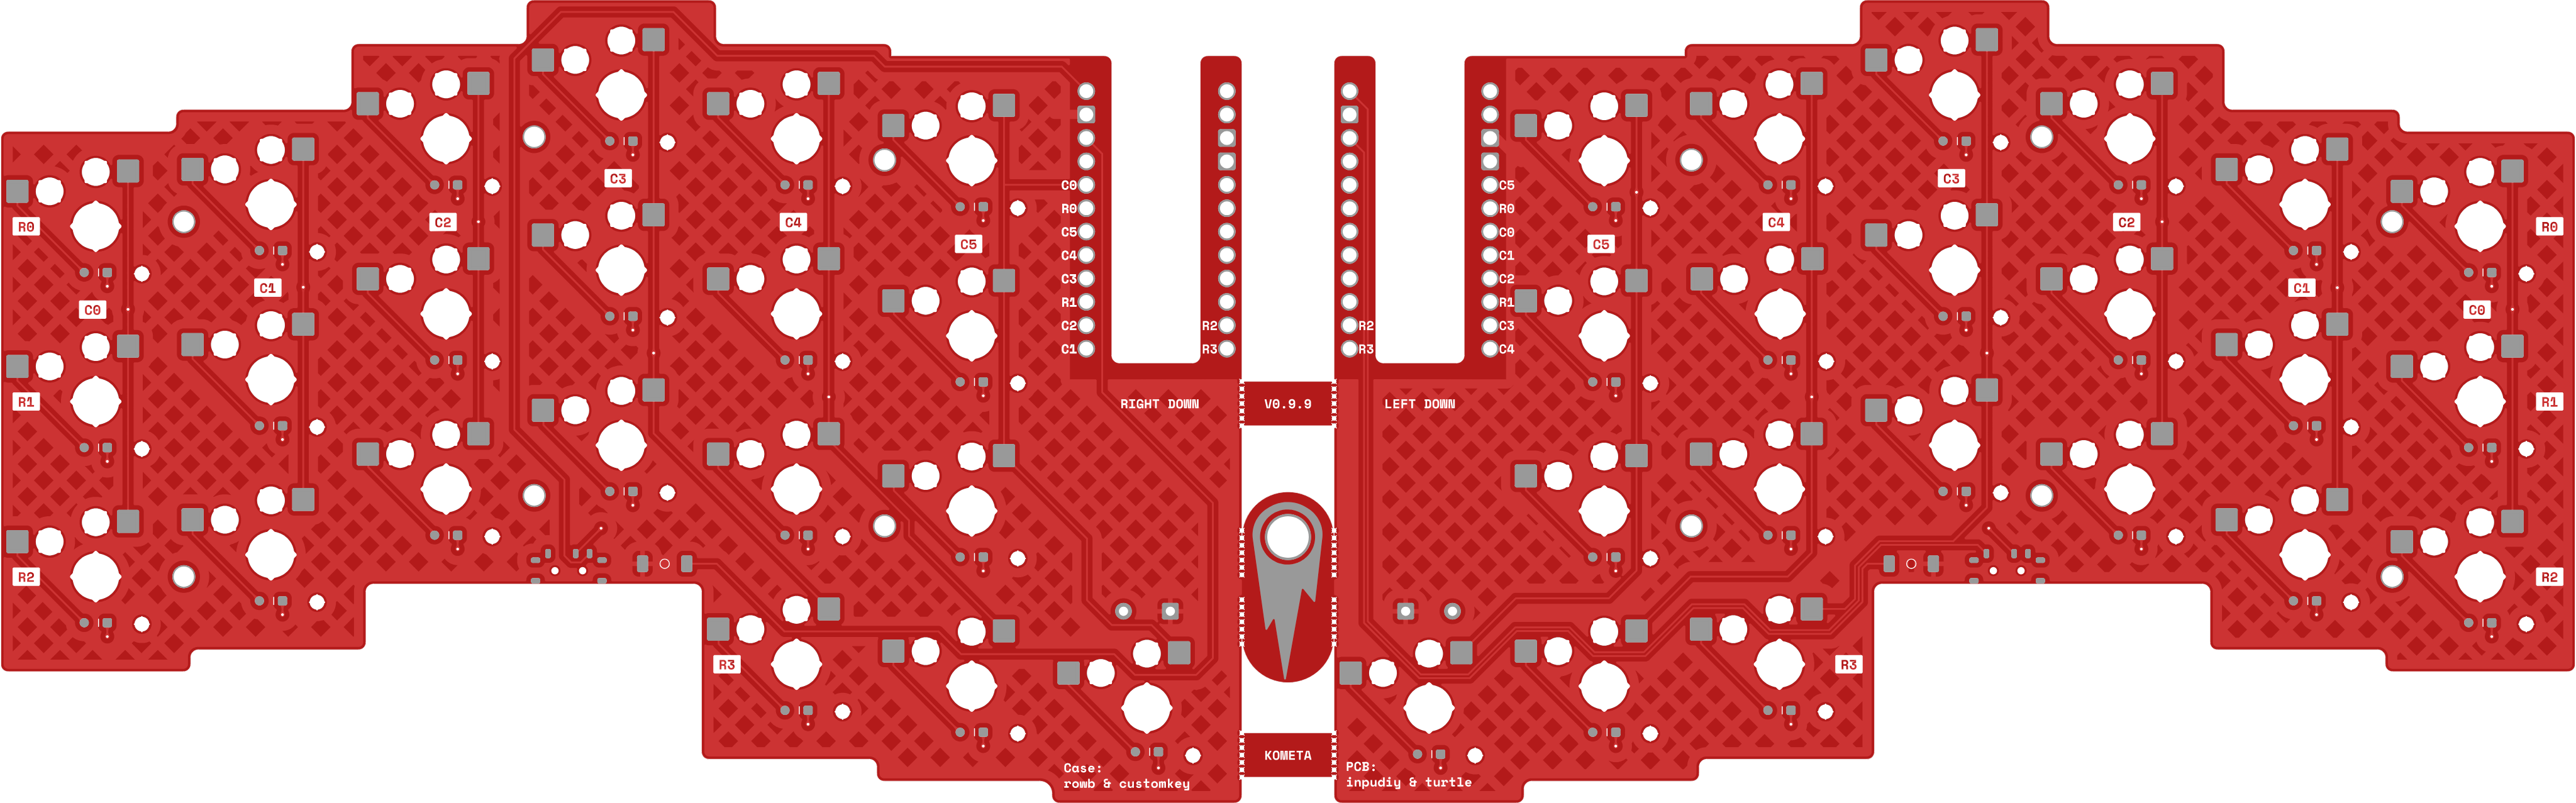 R0
R1
R2
C0
C1
C2
C3
C4
C5
R3
C0
R0
C5
C4
C3
R1
C2
C1
R2
R3
RIGHT DOWN
Case:
rowb & customkey
V0.9.9
KOMETA
R2
R3
C5
R0
C0
C1
C2
R1
C3
C4
LEFT DOWN
PCB:
inpudiy & turtle
C5
C4
C3
C2
C1
C0
R0
R1
R2
R3